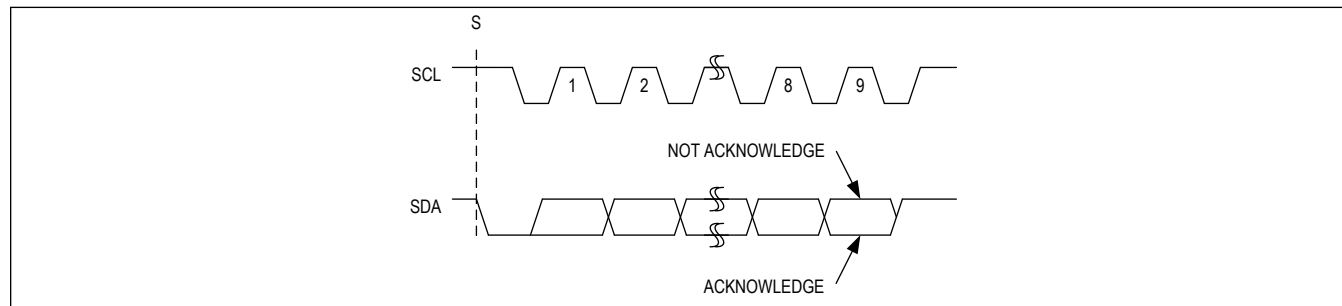 S
SCL
1 2 8 9
NOT ACKNOWLEDGE
SDA
ACKNOWLEDGE